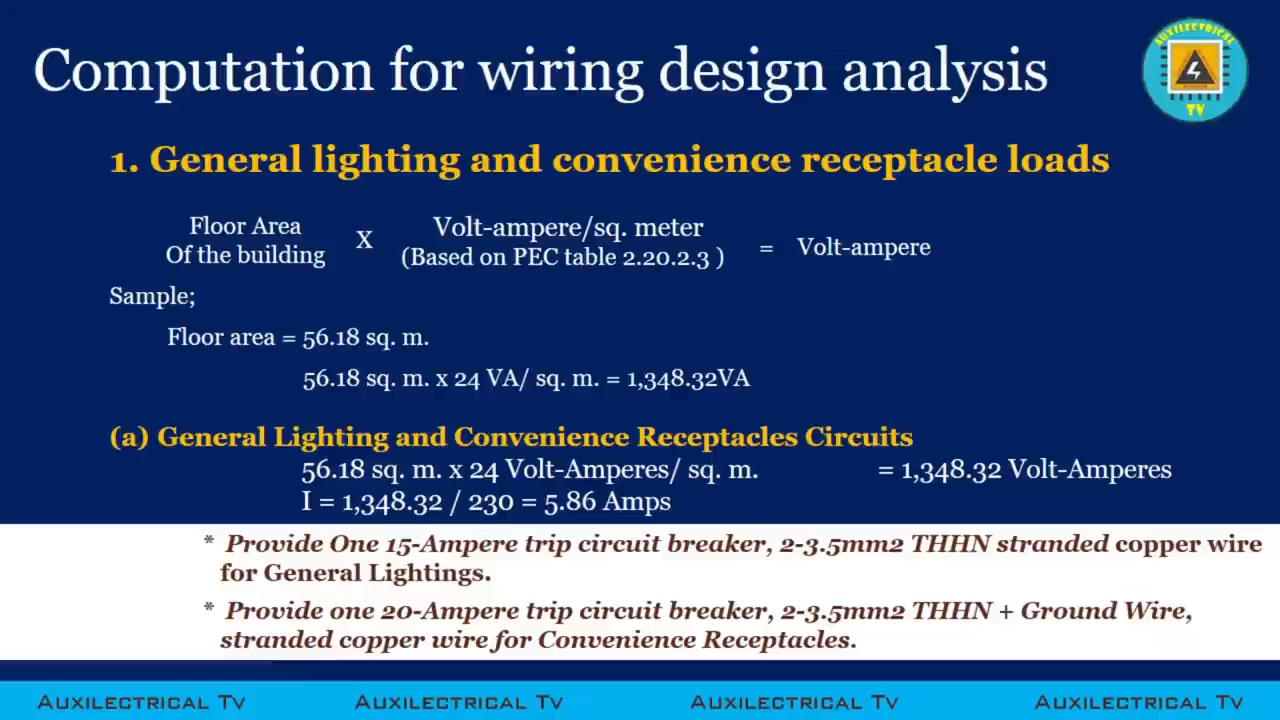 Computation for wiring design analysis
AUXILECTRICAL
TV
1. General lighting and convenience receptacle loads
Floor Area
Of the building
X
Volt-ampere/sq. meter
(Based on PEC table 2.20.2.3 )
= Volt-ampere
Sample;
Floor area = 56.18 sq. m.
56.18 sq. m. x 24 VA/ sq. m. = 1,348.32VA
(a) General Lighting and Convenience Receptacles Circuits
56.18 sq. m. x 24 Volt-Amperes/ sq. m. = 1,348.32 Volt-Amperes
I = 1,348.32 / 230 = 5.86 Amps
* Provide One 15-Ampere trip circuit breaker, 2-3.5mm2 THHN stranded copper wire
for General Lightings.
* Provide one 20-Ampere trip circuit breaker, 2-3.5mm2 THHN + Ground Wire,
stranded copper wire for Convenience Receptacles.
Auxilectrical Tv Auxilectrical Tv Auxilectrical Tv Auxilectrical Tv